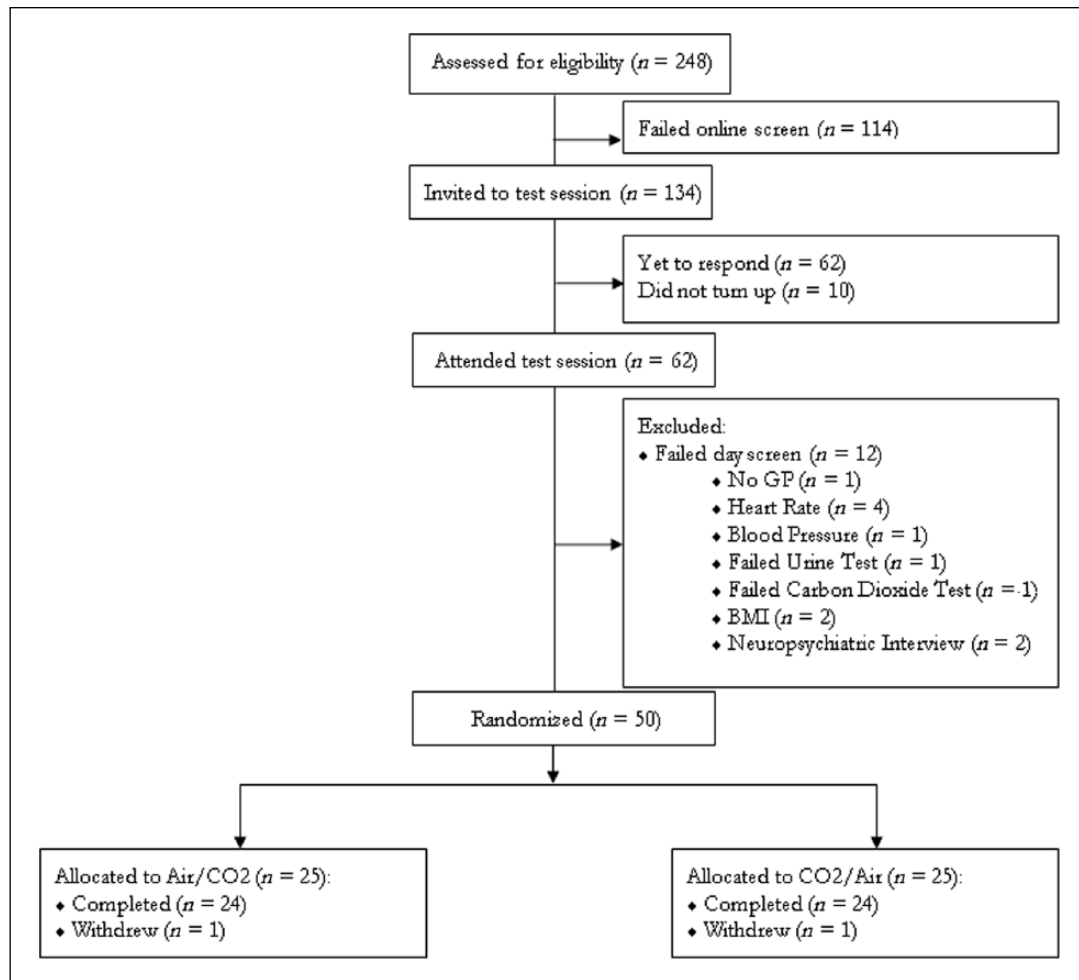 Assessed for eligibility (n = 248)
Failed online screen (n = 114)
Invited to test session (n = 134)
Yet to respond (n = 62)
Did not turn up (n = 10)
Attended test session (n = 62)
Excluded:
♦ Failed day screen (n = 12)
♦ No GP (n = 1)
♦ Heart Rate (n = 4)
♦ Blood Pressure (n = 1)
♦ Failed Urine Test (n = 1)
♦ Failed Carbon Dioxide Test (n = 1)
♦ BMI (n = 2)
♦ Neuropsychiatric Interview (n = 2)
Randomized (n = 50)
Allocated to Air/CO2 (n = 25):
♦ Completed (n = 24)
♦ Withdrew (n = 1)
Allocated to CO2/Air (n = 25):
♦ Completed (n = 24)
♦ Withdrew (n = 1)